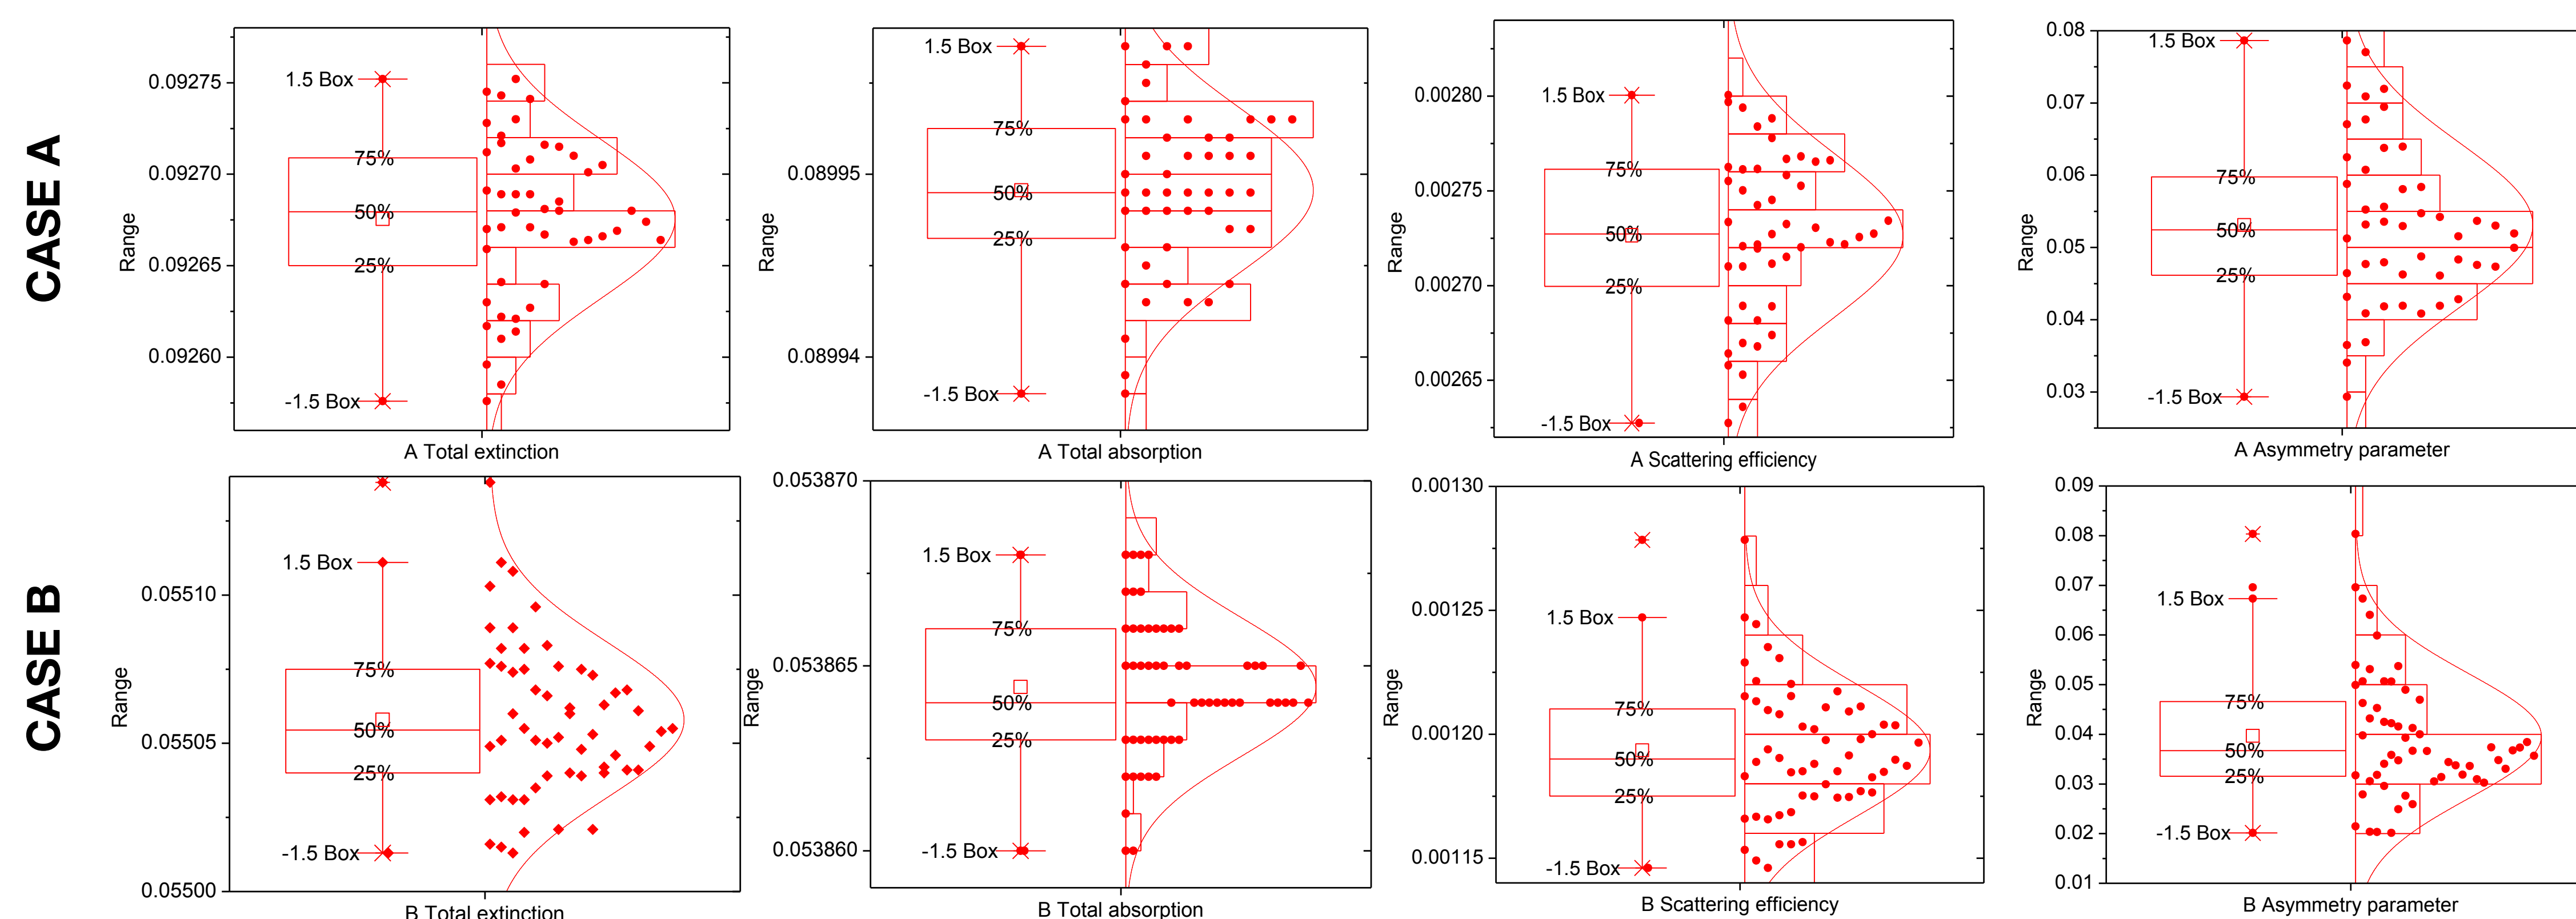 CASE A
Range
0.09275
0.09270
0.09265
0.09260
1.5 Box
75%
50%
25%
-1.5 Box
A Total extinction
Range
0.08995
0.08994
1.5 Box
75%
50%
25%
-1.5 Box
A Total absorption
Range
0.00280
0.00275
0.00270
0.00265
1.5 Box
75%
50%
25%
-1.5 Box
A Scattering efficiency
Range
0.08
0.07
0.06
0.05
0.04
0.03
1.5 Box
75%
50%
25%
-1.5 Box
A Asymmetry parameter
CASE B
Range
0.05510
0.05505
0.05500
1.5 Box
75%
50%
25%
-1.5 Box
B Total extinction
Range
0.053870
0.053865
0.053860
1.5 Box
75%
50%
25%
-1.5 Box
B Total absorption
Range
0.00130
0.00125
0.00120
0.00115
1.5 Box
75%
50%
25%
-1.5 Box
B Scattering efficiency
Range
0.09
0.08
0.07
0.06
0.05
0.04
0.03
0.02
0.01
1.5 Box
75%
50%
25%
-1.5 Box
B Asymmetry parameter